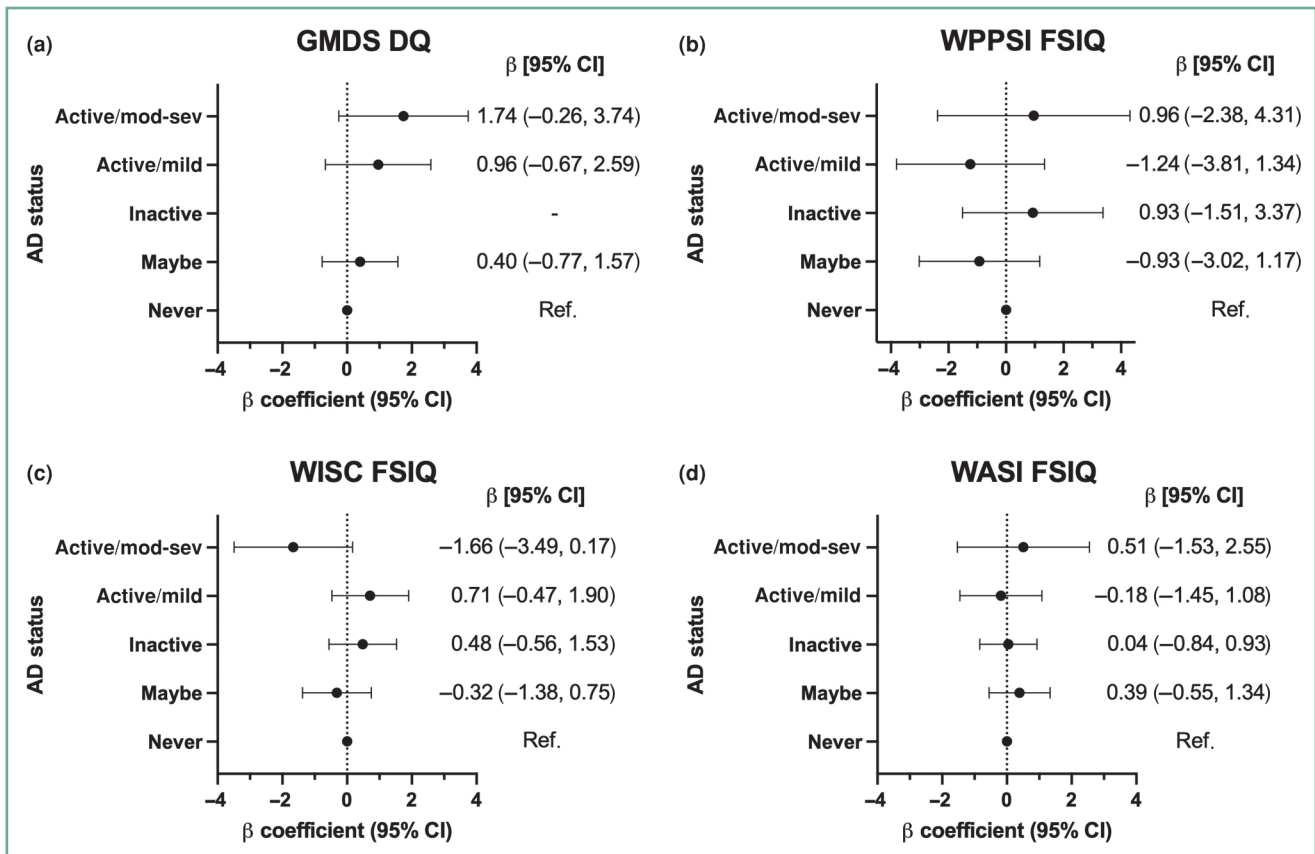 (a) GMDS DQ
β [95% CI]
AD status
Active/mod-sev 1.74 (–0.26, 3.74)
Active/mild 0.96 (–0.67, 2.59)
Inactive -
Maybe 0.40 (–0.77, 1.57)
Never Ref.
–4 –2 0 2 4
β coefficient (95% CI)
(b) WPPSI FSIQ
β [95% CI]
AD status
Active/mod-sev 0.96 (–2.38, 4.31)
Active/mild –1.24 (–3.81, 1.34)
Inactive 0.93 (–1.51, 3.37)
Maybe –0.93 (–3.02, 1.17)
Never Ref.
–4 –2 0 2 4
β coefficient (95% CI)
(c) WISC FSIQ
β [95% CI]
AD status
Active/mod-sev –1.66 (–3.49, 0.17)
Active/mild 0.71 (–0.47, 1.90)
Inactive 0.48 (–0.56, 1.53)
Maybe –0.32 (–1.38, 0.75)
Never Ref.
–4 –2 0 2 4
β coefficient (95% CI)
(d) WASI FSIQ
β [95% CI]
AD status
Active/mod-sev 0.51 (–1.53, 2.55)
Active/mild –0.18 (–1.45, 1.08)
Inactive 0.04 (–0.84, 0.93)
Maybe 0.39 (–0.55, 1.34)
Never Ref.
–4 –2 0 2 4
β coefficient (95% CI)